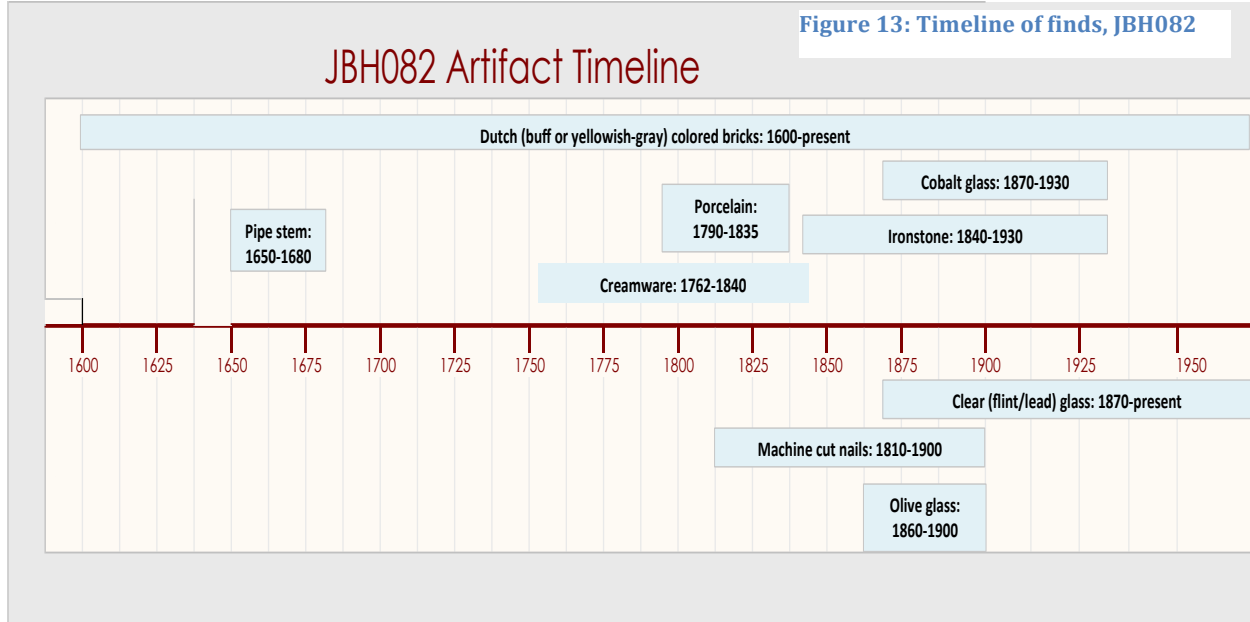 Figure 13: Timeline of finds, JBH082
JBH082 Artifact Timeline
Dutch (buff or yellowish-gray) colored bricks: 1600-present
Cobalt glass: 1870-1930
Porcelain:
1790-1835
Pipe stem:
1650-1680
Ironstone: 1840-1930
Creamware: 1762-1840
1600 1625 1650 1675 1700 1725 1750 1775 1800 1825 1850 1875 1900 1925 1950
Clear (flint/lead) glass: 1870-present
Machine cut nails: 1810-1900
Olive glass:
1860-1900